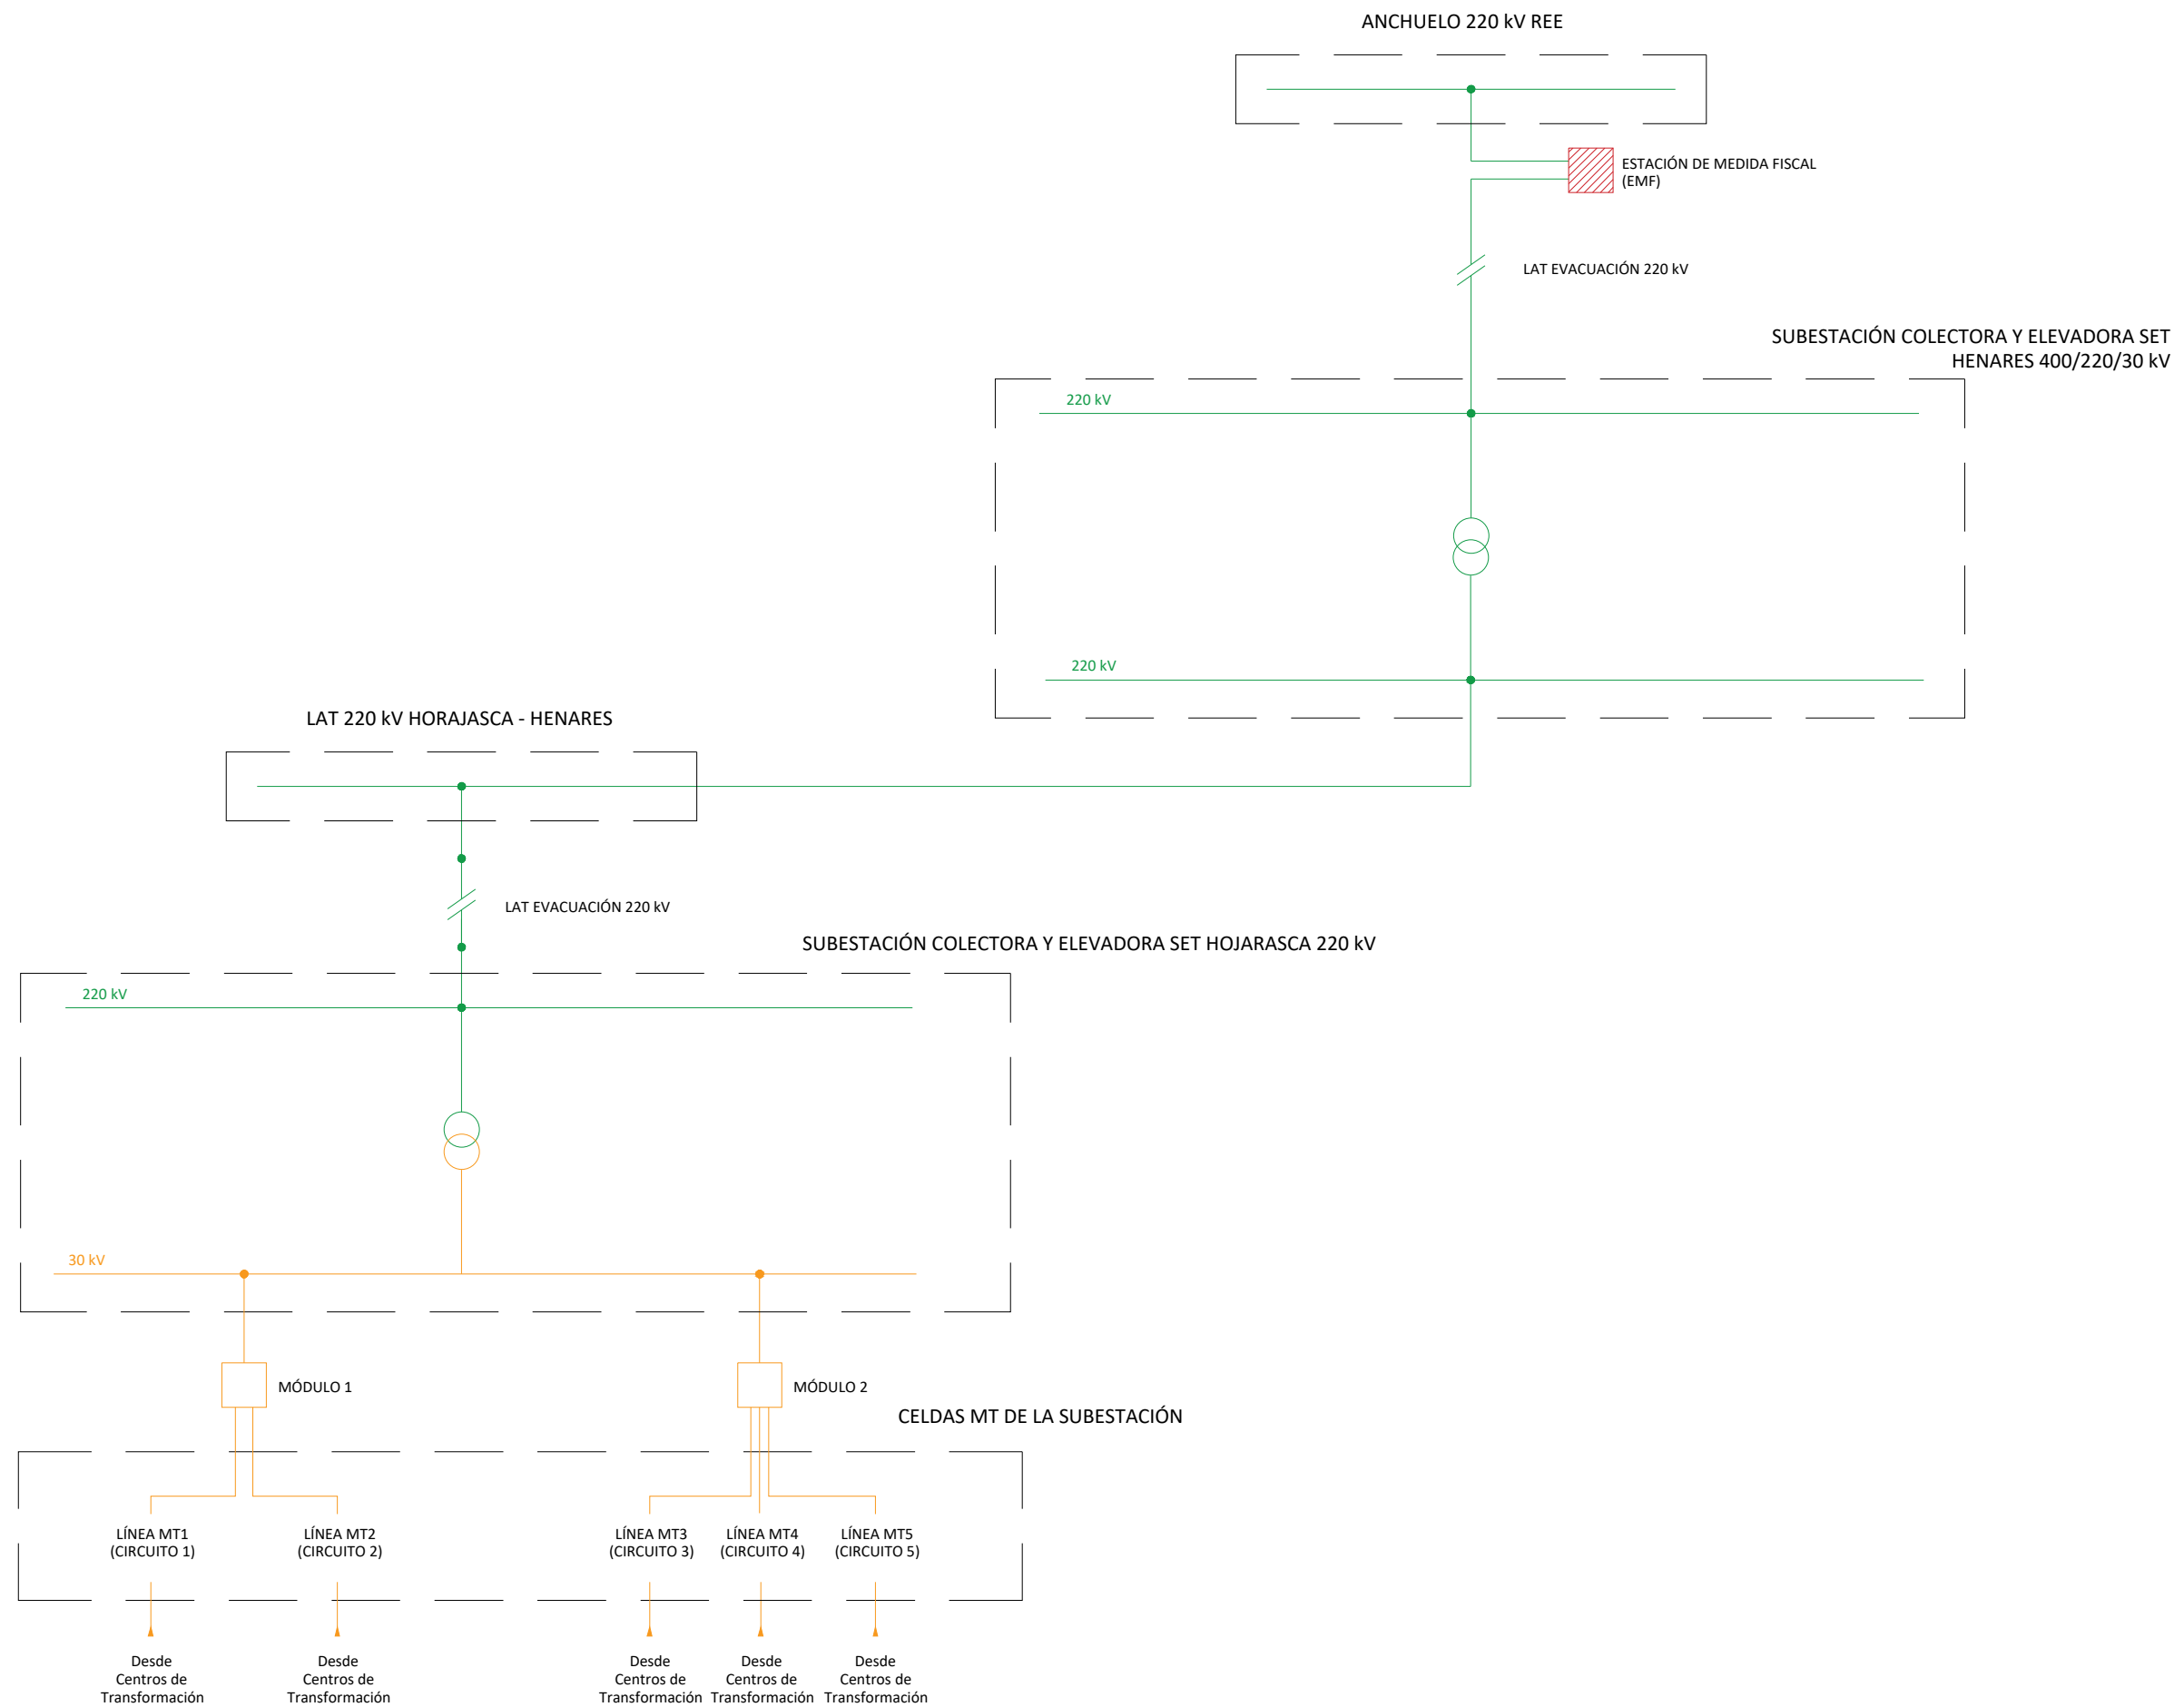 ANCHUELO 220 kV REE
ESTACIÓN DE MEDIDA FISCAL
(EMF)
LAT EVACUACIÓN 220 kV
SUBESTACIÓN COLECTORA Y ELEVADORA SET
HENARES 400/220/30 kV
220 kV
220 kV
LAT 220 kV HORAJASCA - HENARES
LAT EVACUACIÓN 220 kV
SUBESTACIÓN COLECTORA Y ELEVADORA SET HOJARASCA 220 kV
220 kV
30 kV
MÓDULO 1
MÓDULO 2
CELDAS MT DE LA SUBESTACIÓN
LÍNEA MT1
(CIRCUITO 1)
LÍNEA MT2
(CIRCUITO 2)
LÍNEA MT3
(CIRCUITO 3)
LÍNEA MT4
(CIRCUITO 4)
LÍNEA MT5
(CIRCUITO 5)
Desde
Centros de
Transformación
Desde
Centros de
Transformación
Desde
Centros de
Transformación
Desde
Centros de
Transformación
Desde
Centros de
Transformación